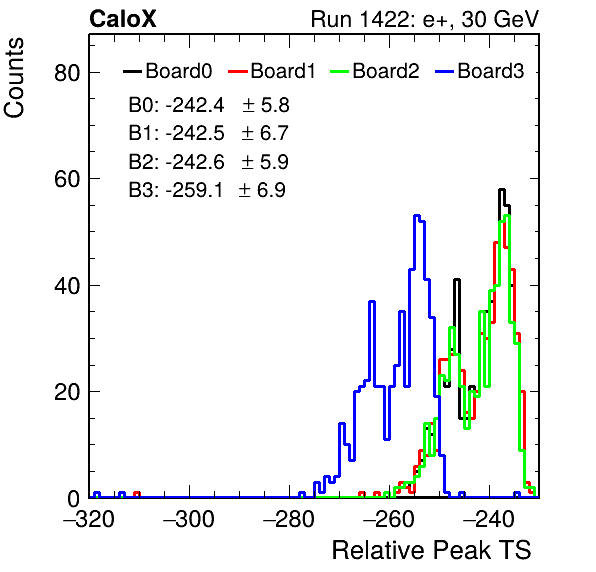 CaloX Run 1422: e+, 30 GeV
Counts
Board0 Board1 Board2 Board3
B0: -242.4 ± 5.8
B1: -242.5 ± 6.7
B2: -242.6 ± 5.9
B3: -259.1 ± 6.9
80
60
40
20
0
−320 −300 −280 −260 −240
Relative Peak TS